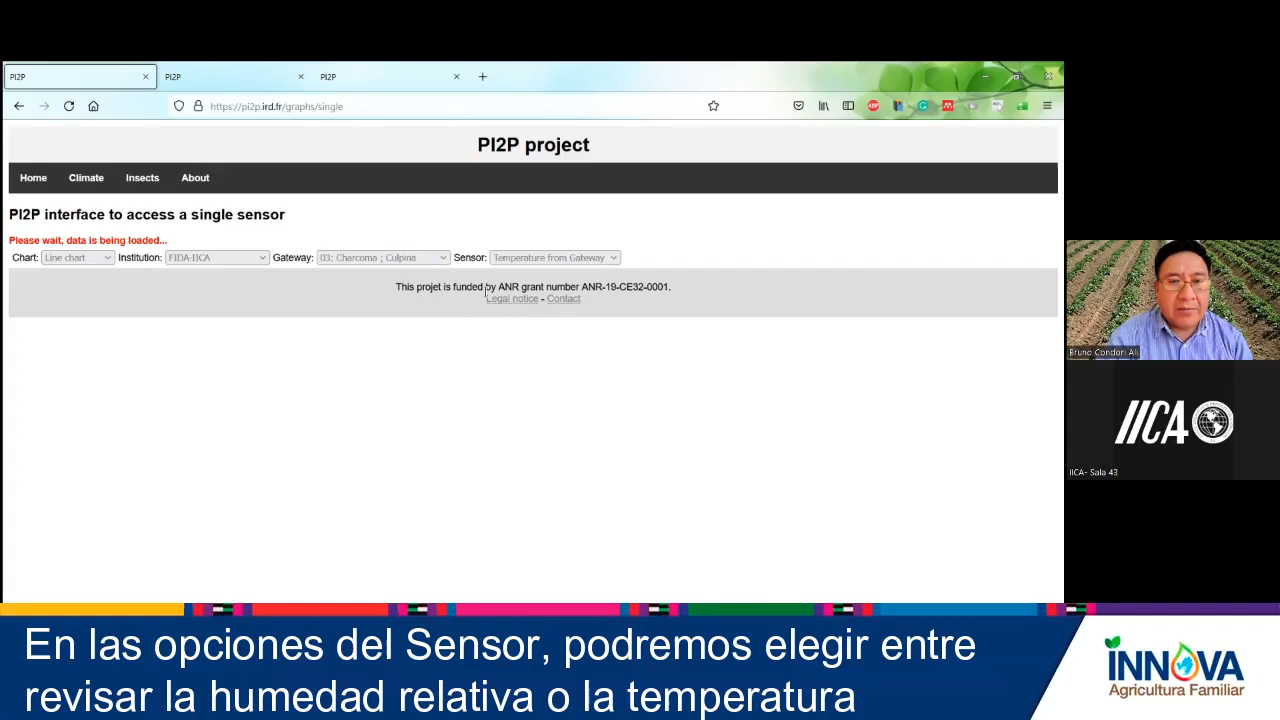 PI2P
PI2P
PI2P
https://pi2p.ird.fr/graphs/single
ABP
PI2P project
Home Climate Insects About
PI2P interface to access a single sensor
Please wait, data is being loaded...
Chart: Line chart Institution: FIDA-IICA Gateway: 03: Charcoma ; Culpina Sensor: Temperature from Gateway
This projet is funded by ANR grant number ANR-19-CE32-0001.
Legal notice - Contact
Bruno Condori Ali
IICA
IICA- Sala 43
En las opciones del Sensor, podremos elegir entre
revisar la humedad relativa o la temperatura
INNOVA
Agricultura Familiar